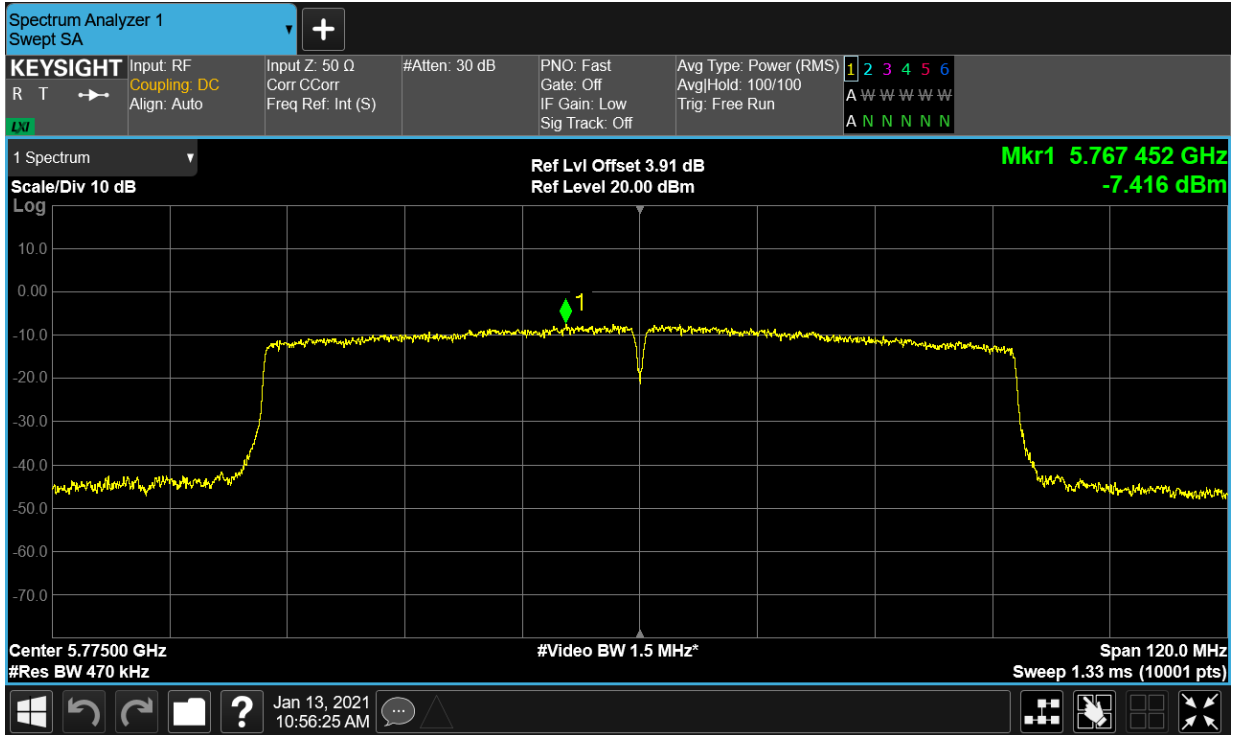 Spectrum Analyzer 1
Swept SA
+
KEYSIGHT
R T
LXI
Input: RF
Coupling: DC
Align: Auto
Input Z: 50 Ω
Corr CCorr
Freq Ref: Int (S)
#Atten: 30 dB
PNO: Fast
Gate: Off
IF Gain: Low
Sig Track: Off
Avg Type: Power (RMS)
Avg|Hold: 100/100
Trig: Free Run
1 2 3 4 5 6
A W W W W W
A N N N N N
1 Spectrum
Scale/Div 10 dB
Log
Ref Lvl Offset 3.91 dB
Ref Level 20.00 dBm
Mkr1 5.767 452 GHz
-7.416 dBm
10.0
0.00
-10.0
-20.0
-30.0
-40.0
-50.0
-60.0
-70.0
1
Center 5.77500 GHz
#Res BW 470 kHz
#Video BW 1.5 MHz*
Span 120.0 MHz
Sweep 1.33 ms (10001 pts)
?
Jan 13, 2021
10:56:25 AM